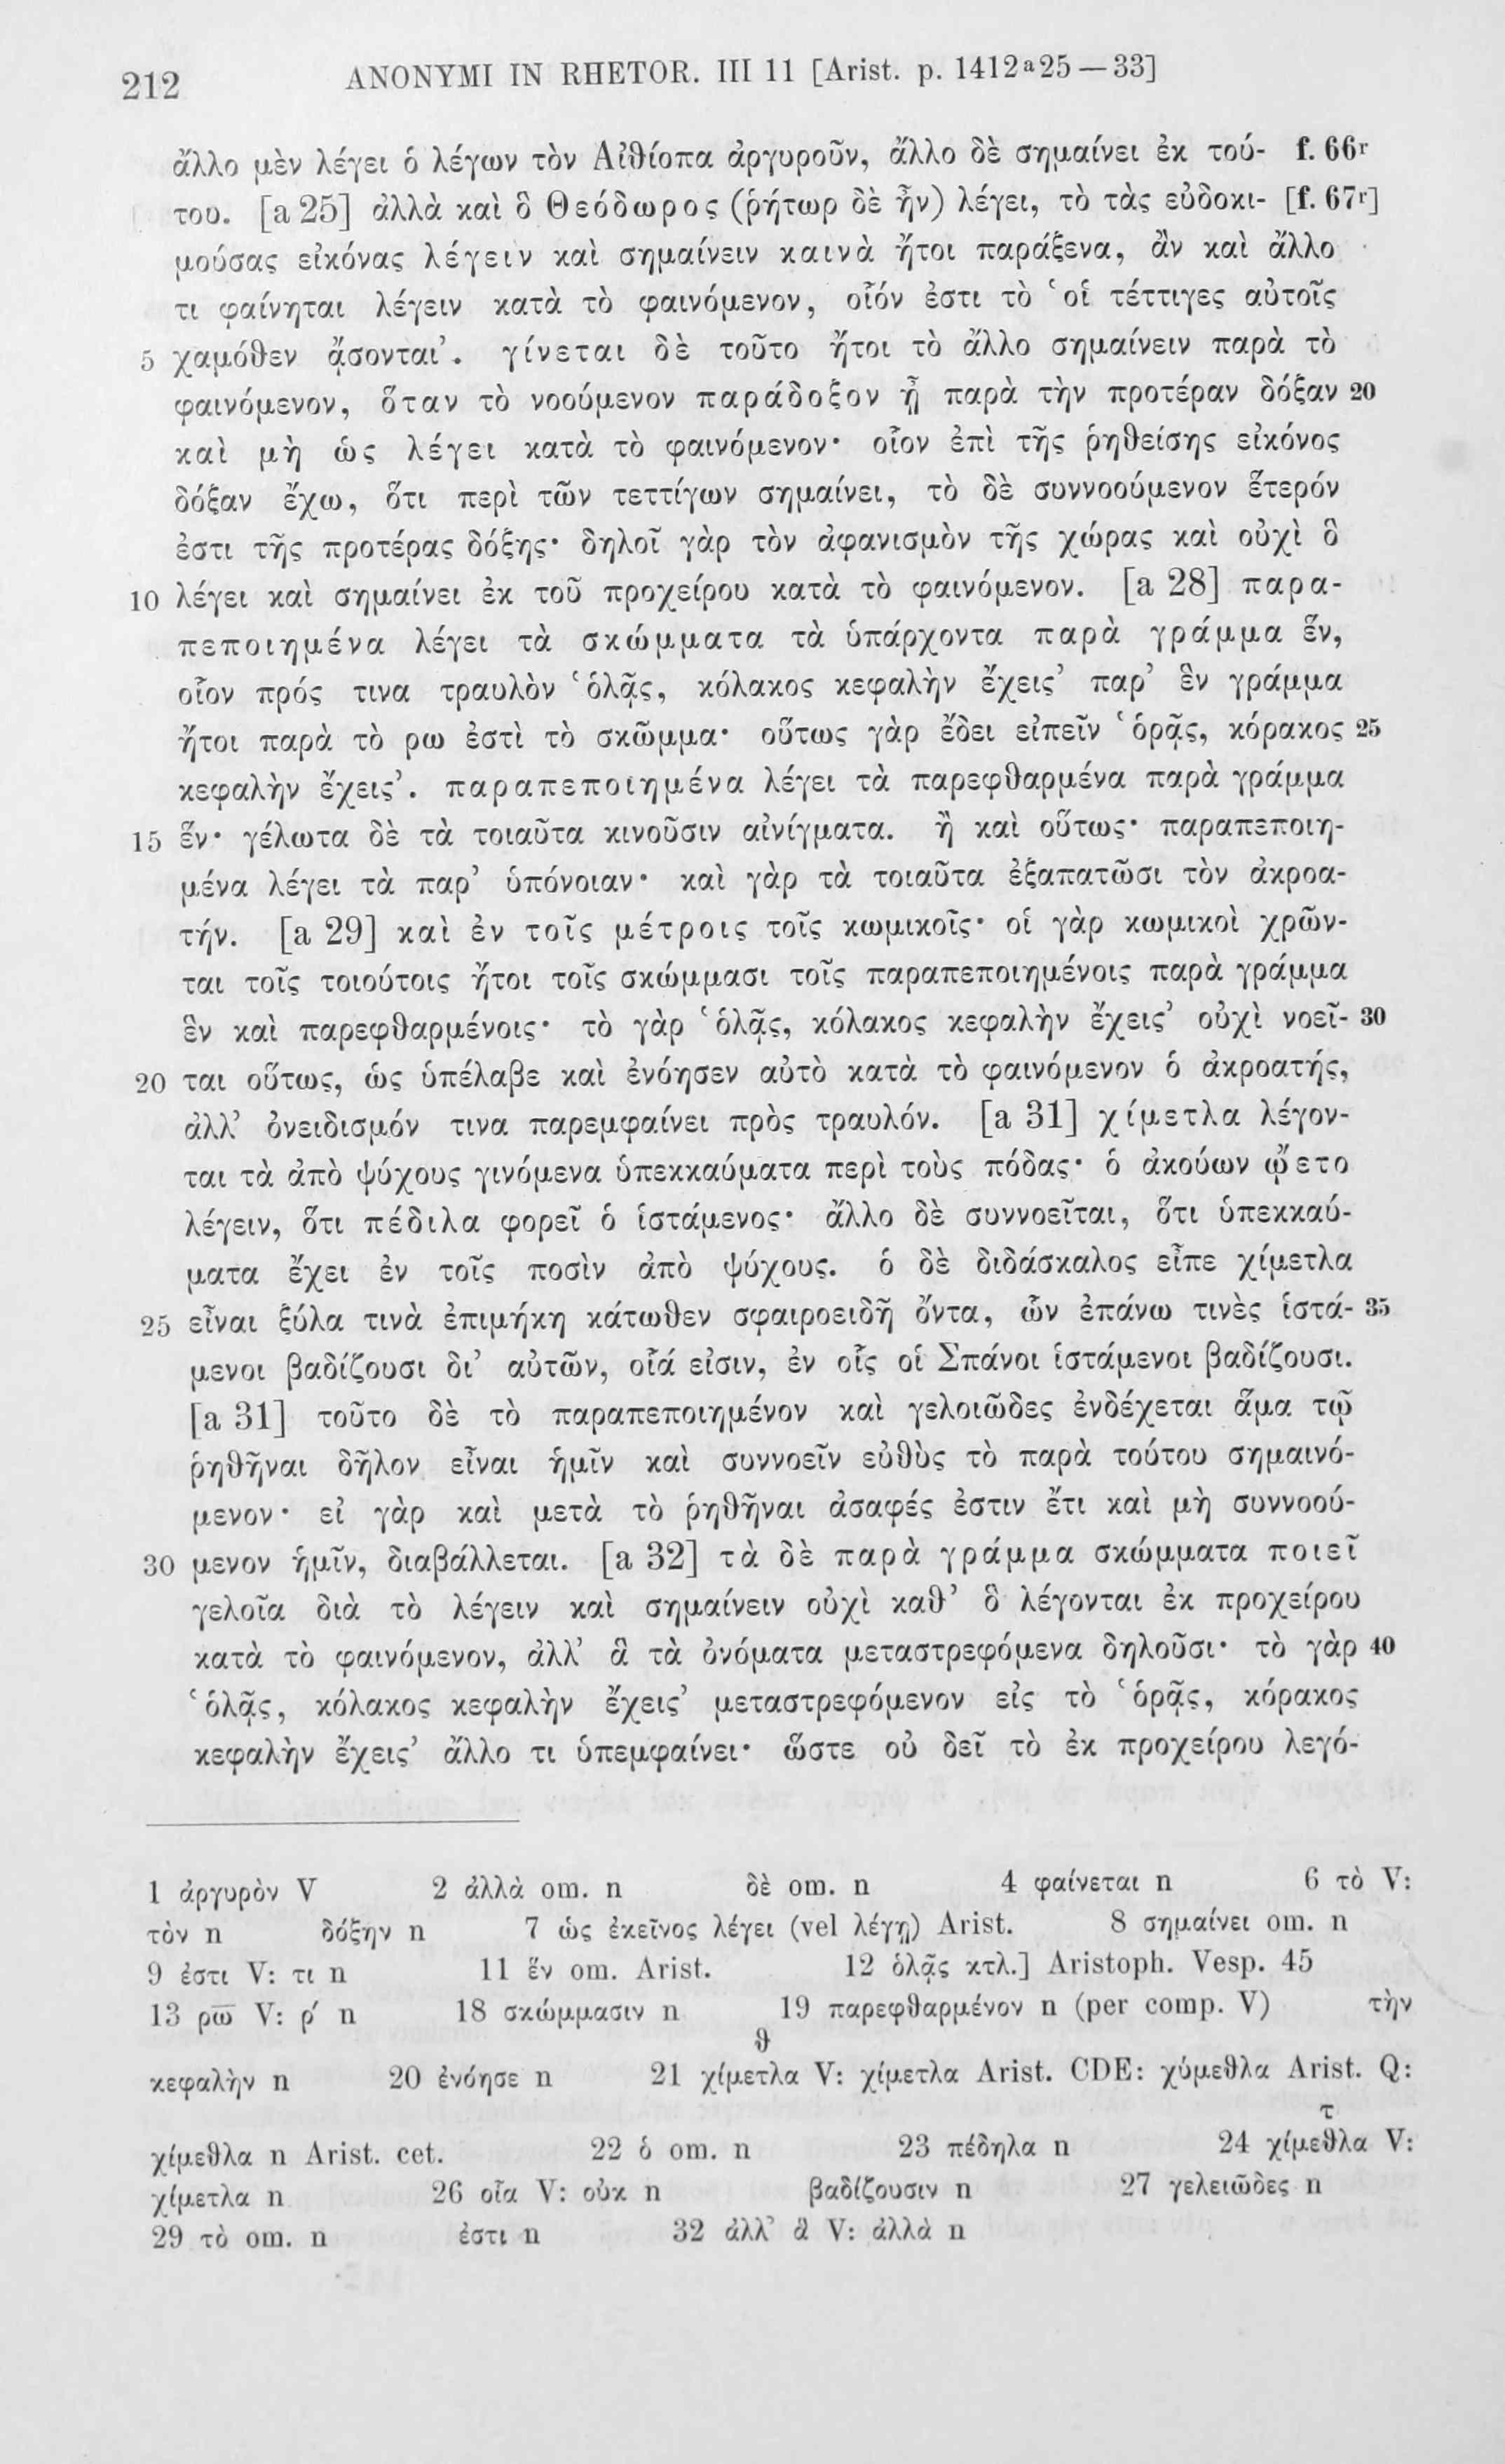 212 ANONYMI IN RHETOR. III 11 [Arist. p. 1412a25 — 33]
ἄλλο μὲν λέγει ὁ λέγων τὸν Αἰθίοπα ἀργυροῦν, ἄλλο δὲ σημαίνει ἐκ τού- f. 66r
του. [a 25] ἀλλὰ καὶ ὃ Θεόδωρος (ῥήτωρ δὲ ἦν) λέγει, τὸ τὰς εὐδοκι- [f. 67r]
μούσας εἰκόνας λέγειν καὶ σημαίνειν καινὰ ἤτοι παράξενα, ἂν καὶ ἄλλο
τι φαίνηται λέγειν κατὰ τὸ φαινόμενον, οἷόν ἐστι τὸ ‘οἱ τέττιγες αὐτοῖς
5 χαμόθεν ᾄσονται’. γίνεται δὲ τοῦτο ἤτοι τὸ ἄλλο σημαίνειν παρὰ τὸ
φαινόμενον, ὅταν τὸ νοούμενον παράδοξον ᾖ παρὰ τὴν προτέραν δόξαν 20
καὶ μὴ ὡς λέγει κατὰ τὸ φαινόμενον· οἷον ἐπὶ τῆς ῥηθείσης εἰκόνος
δόξαν ἔχω, ὅτι περὶ τῶν τεττίγων σημαίνει, τὸ δὲ συννοούμενον ἕτερόν
ἐστι τῆς προτέρας δόξης· δηλοῖ γὰρ τὸν ἀφανισμὸν τῆς χώρας καὶ οὐχὶ ὃ
10 λέγει καὶ σημαίνει ἐκ τοῦ προχείρου κατὰ τὸ φαινόμενον. [a 28] παρα-
πεποιημένα λέγει τὰ σκώμματα τὰ ὑπάρχοντα παρὰ γράμμα ἕν,
οἷον πρός τινα τραυλὸν ‘ὁλᾷς, κόλακος κεφαλὴν ἔχεις’ παρ’ ἓν γράμμα
ἤτοι παρὰ τὸ ρω ἐστὶ τὸ σκῶμμα· οὕτως γὰρ ἔδει εἰπεῖν ‘ὁρᾷς, κόρακος 25
κεφαλὴν ἔχεις’. παραπεποιημένα λέγει τὰ παρεφθαρμένα παρὰ γράμμα
15 ἕν· γέλωτα δὲ τὰ τοιαῦτα κινοῦσιν αἰνίγματα. ἢ καὶ οὕτως· παραπεποιη-
μένα λέγει τὰ παρ’ ὑπόνοιαν· καὶ γὰρ τὰ τοιαῦτα ἐξαπατῶσι τὸν ἀκροα-
τήν. [a 29] καὶ ἐν τοῖς μέτροις τοῖς κωμικοῖς· οἱ γὰρ κωμικοὶ χρῶν-
ται τοῖς τοιούτοις ἤτοι τοῖς σκώμμασι τοῖς παραπεποιημένοις παρὰ γράμμα
ἓν καὶ παρεφθαρμένοις· τὸ γὰρ ‘ὁλᾷς, κόλακος κεφαλὴν ἔχεις’ οὐχὶ νοεῖ- 30
20 ται οὕτως, ὡς ὑπέλαβε καὶ ἐνόησεν αὐτὸ κατὰ τὸ φαινόμενον ὁ ἀκροατής,
ἀλλ’ ὀνειδισμόν τινα παρεμφαίνει πρὸς τραυλόν. [a 31] χίμετλα λέγον-
ται τὰ ἀπὸ ψύχους γινόμενα ὑπεκκαύματα περὶ τοὺς πόδας· ὁ ἀκούων ᾤετο
λέγειν, ὅτι πέδιλα φορεῖ ὁ ἱστάμενος· ἄλλο δὲ συννοεῖται, ὅτι ὑπεκκαύ-
ματα ἔχει ἐν τοῖς ποσὶν ἀπὸ ψύχους. ὁ δὲ διδάσκαλος εἶπε χίμετλα
25 εἶναι ξύλα τινὰ ἐπιμήκη κάτωθεν σφαιροειδῆ ὄντα, ὧν ἐπάνω τινὲς ἱστά- 35
μενοι βαδίζουσι δι’ αὐτῶν, οἷά εἰσιν, ἐν οἷς οἱ Σπάνοι ἱστάμενοι βαδίζουσι.
[a 31] τοῦτο δὲ τὸ παραπεποιημένον καὶ γελοιῶδες ἐνδέχεται ἅμα τῷ
ῥηθῆναι δῆλον εἶναι ἡμῖν καὶ συννοεῖν εὐθὺς τὸ παρὰ τούτου σημαινό-
μενον· εἰ γὰρ καὶ μετὰ τὸ ῥηθῆναι ἀσαφές ἐστιν ἔτι καὶ μὴ συννοού-
30 μενον ἡμῖν, διαβάλλεται. [a 32] τὰ δὲ παρὰ γράμμα σκώμματα ποιεῖ
γελοῖα διὰ τὸ λέγειν καὶ σημαίνειν οὐχὶ καθ’ ὃ λέγονται ἐκ προχείρου
κατὰ τὸ φαινόμενον, ἀλλ’ ἃ τὰ ὀνόματα μεταστρεφόμενα δηλοῦσι· τὸ γὰρ 40
‘ὁλᾷς, κόλακος κεφαλὴν ἔχεις’ μεταστρεφόμενον εἰς τὸ ‘ὁρᾷς, κόρακος
κεφαλὴν ἔχεις’ ἄλλο τι ὑπεμφαίνει· ὥστε οὐ δεῖ τὸ ἐκ προχείρου λεγό-
1 ἀργυρὸν V 2 ἀλλὰ om. n δὲ om. n 4 φαίνεται n 6 τὸ V:
τὸν n δόξην n 7 ὡς ἐκεῖνος λέγει (vel λέγῃ) Arist. 8 σημαίνει om. n
9 ἐστι V: τι n 11 ἕν om. Arist. 12 ὁλᾷς κτλ.] Aristoph. Vesp. 45
13 ρω̅ V: ρ́ n 18 σκώμμασιν n 19 παρεφθαρμένον n (per comp. V) τὴν
θ
κεφαλὴν n 20 ἐνόησε n 21 χίμετλα V: χίμετλα Arist. CDE: χύμεθλα Arist. Q:
τ
χίμεθλα n Arist. cet. 22 ὁ om. n 23 πέδηλα n 24 χίμεθλα V:
χίμετλα n 26 οἷα V: οὐκ n βαδίζουσιν n 27 γελειῶδες n
29 τὸ om. n ἐστι n 32 ἀλλ’ ἃ V: ἀλλὰ n